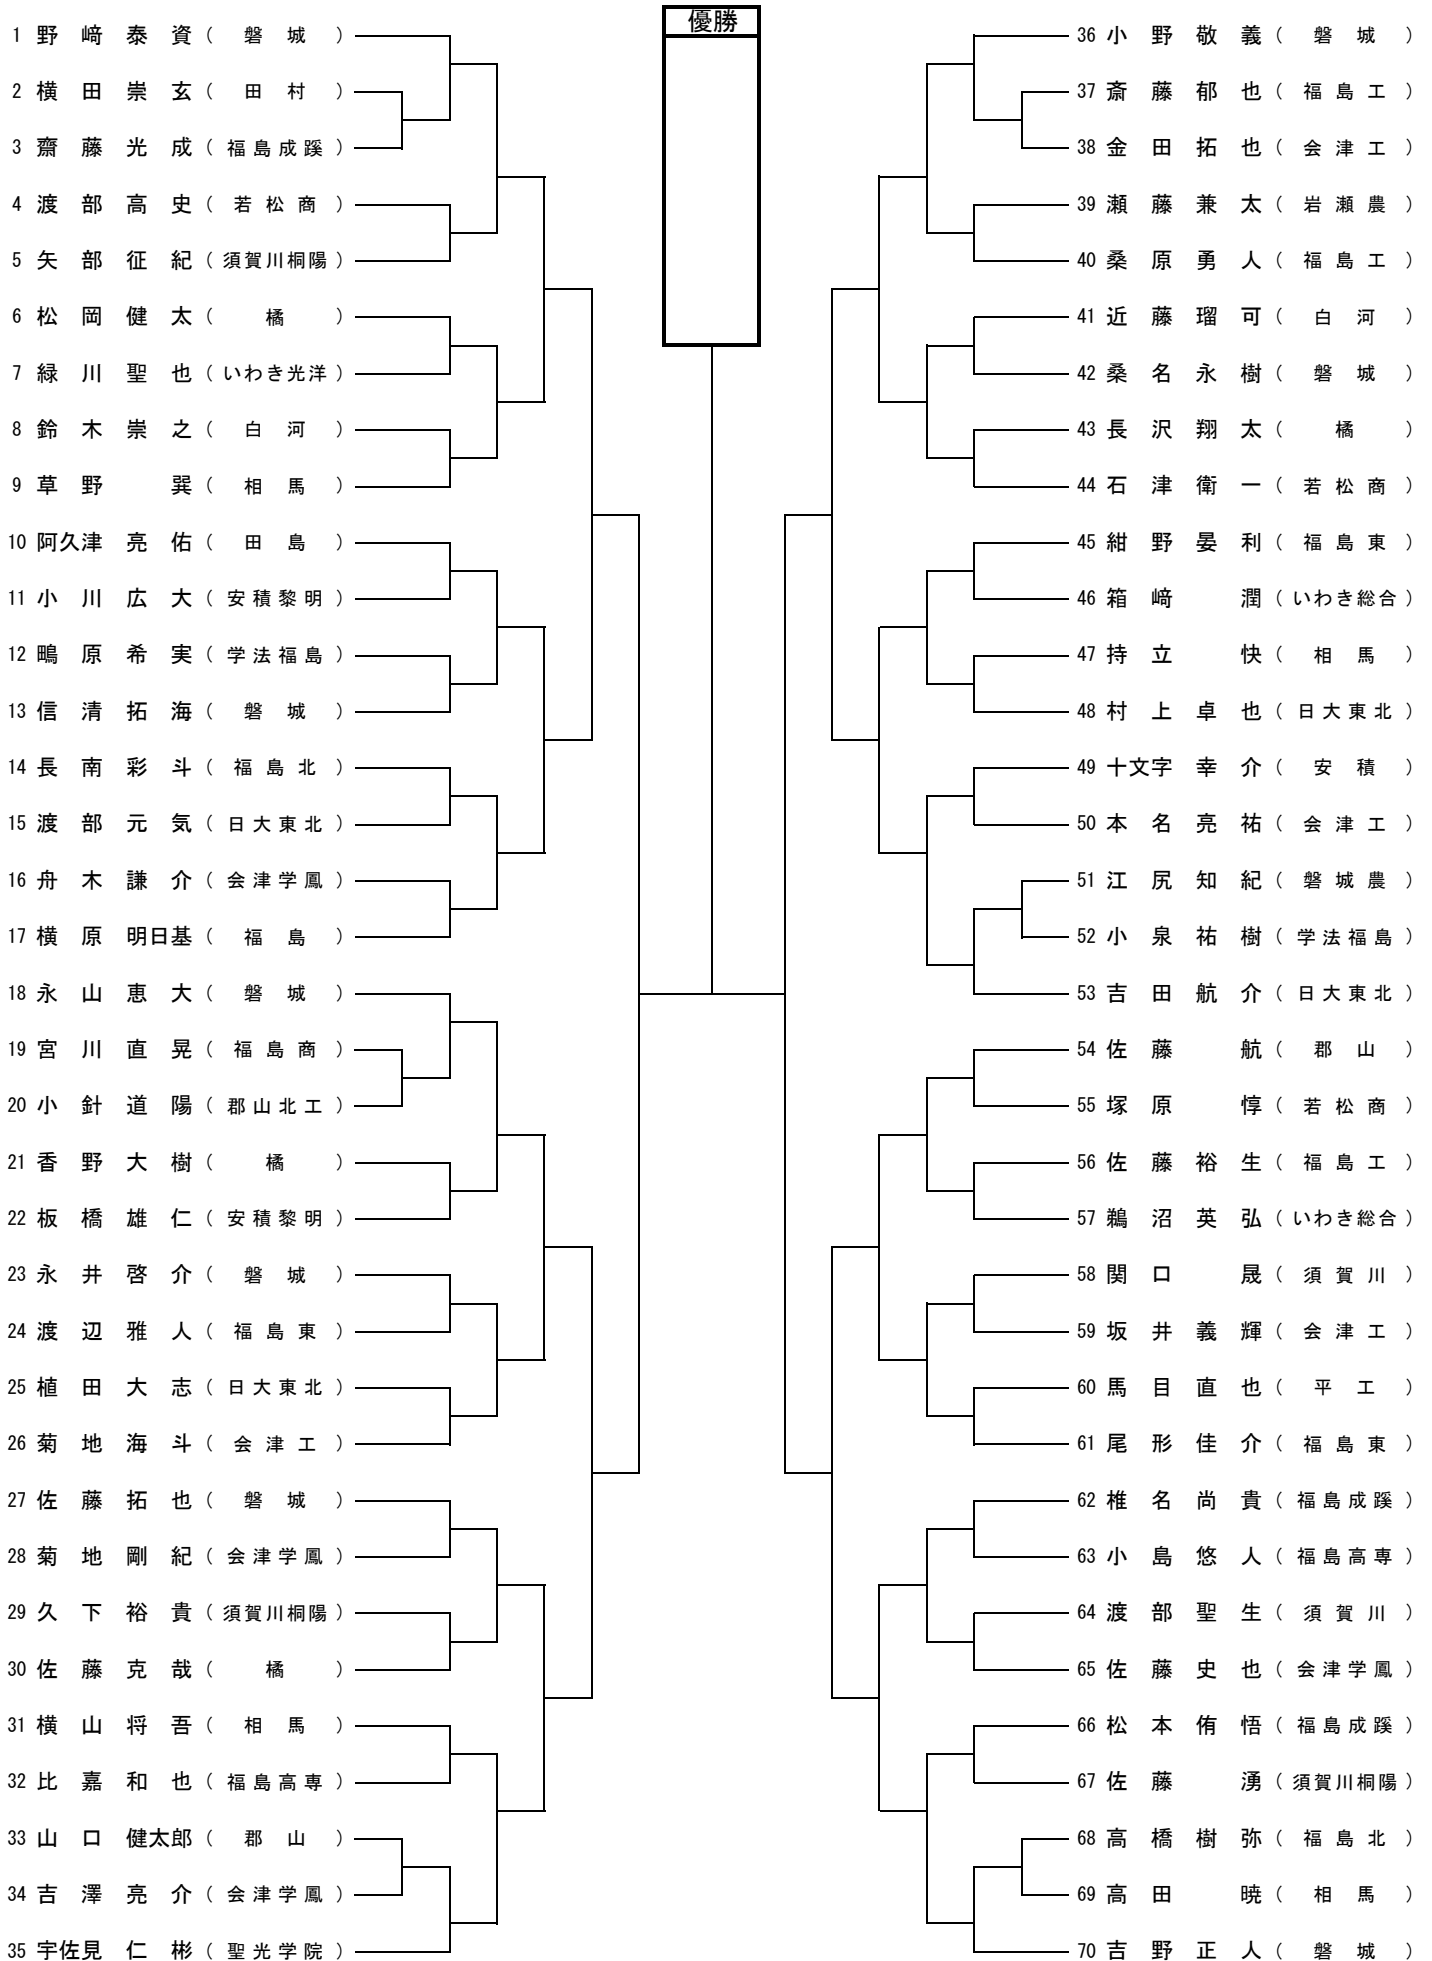 優勝
1 野 﨑 泰 資 ( 磐 城 )
2 横 田 崇 玄 ( 田 村 )
3 齋 藤 光 成 ( 福 島 成 蹊 )
4 渡 部 高 史 ( 若 松 商 )
5 矢 部 征 紀 ( 須賀川桐陽 )
6 松 岡 健 太 ( 橘 )
7 緑 川 聖 也 ( いわき光洋 )
8 鈴 木 崇 之 ( 白 河 )
9 草 野 巽 ( 相 馬 )
10 阿久津 亮 佑 ( 田 島 )
11 小 川 広 大 ( 安 積 黎 明 )
12 鴫 原 希 実 ( 学 法 福 島 )
13 信 清 拓 海 ( 磐 城 )
14 長 南 彩 斗 ( 福 島 北 )
15 渡 部 元 気 ( 日 大 東 北 )
16 舟 木 謙 介 ( 会 津 学 鳳 )
17 横 原 明日基 ( 福 島 )
18 永 山 恵 大 ( 磐 城 )
19 宮 川 直 晃 ( 福 島 商 )
20 小 針 道 陽 ( 郡 山 北 工 )
21 香 野 大 樹 ( 橘 )
22 板 橋 雄 仁 ( 安 積 黎 明 )
23 永 井 啓 介 ( 磐 城 )
24 渡 辺 雅 人 ( 福 島 東 )
25 植 田 大 志 ( 日 大 東 北 )
26 菊 地 海 斗 ( 会 津 工 )
27 佐 藤 拓 也 ( 磐 城 )
28 菊 地 剛 紀 ( 会 津 学 鳳 )
29 久 下 裕 貴 ( 須賀川桐陽 )
30 佐 藤 克 哉 ( 橘 )
31 横 山 将 吾 ( 相 馬 )
32 比 嘉 和 也 ( 福 島 高 専 )
33 山 口 健太郎 ( 郡 山 )
34 吉 澤 亮 介 ( 会 津 学 鳳 )
35 宇佐見 仁 彬 ( 聖 光 学 院 )
36 小 野 敬 義 ( 磐 城 )
37 斎 藤 郁 也 ( 福 島 工 )
38 金 田 拓 也 ( 会 津 工 )
39 瀬 藤 兼 太 ( 岩 瀬 農 )
40 桑 原 勇 人 ( 福 島 工 )
41 近 藤 瑠 可 ( 白 河 )
42 桑 名 永 樹 ( 磐 城 )
43 長 沢 翔 太 ( 橘 )
44 石 津 衛 一 ( 若 松 商 )
45 紺 野 晏 利 ( 福 島 東 )
46 箱 﨑 潤 ( いわき総合 )
47 持 立 快 ( 相 馬 )
48 村 上 卓 也 ( 日 大 東 北 )
49 十文字 幸 介 ( 安 積 )
50 本 名 亮 祐 ( 会 津 工 )
51 江 尻 知 紀 ( 磐 城 農 )
52 小 泉 祐 樹 ( 学 法 福 島 )
53 吉 田 航 介 ( 日 大 東 北 )
54 佐 藤 航 ( 郡 山 )
55 塚 原 惇 ( 若 松 商 )
56 佐 藤 裕 生 ( 福 島 工 )
57 鵜 沼 英 弘 ( いわき総合 )
58 関 口 晟 ( 須 賀 川 )
59 坂 井 義 輝 ( 会 津 工 )
60 馬 目 直 也 ( 平 工 )
61 尾 形 佳 介 ( 福 島 東 )
62 椎 名 尚 貴 ( 福 島 成 蹊 )
63 小 島 悠 人 ( 福 島 高 専 )
64 渡 部 聖 生 ( 須 賀 川 )
65 佐 藤 史 也 ( 会 津 学 鳳 )
66 松 本 侑 悟 ( 福 島 成 蹊 )
67 佐 藤 湧 ( 須賀川桐陽 )
68 高 橋 樹 弥 ( 福 島 北 )
69 高 田 暁 ( 相 馬 )
70 吉 野 正 人 ( 磐 城 )